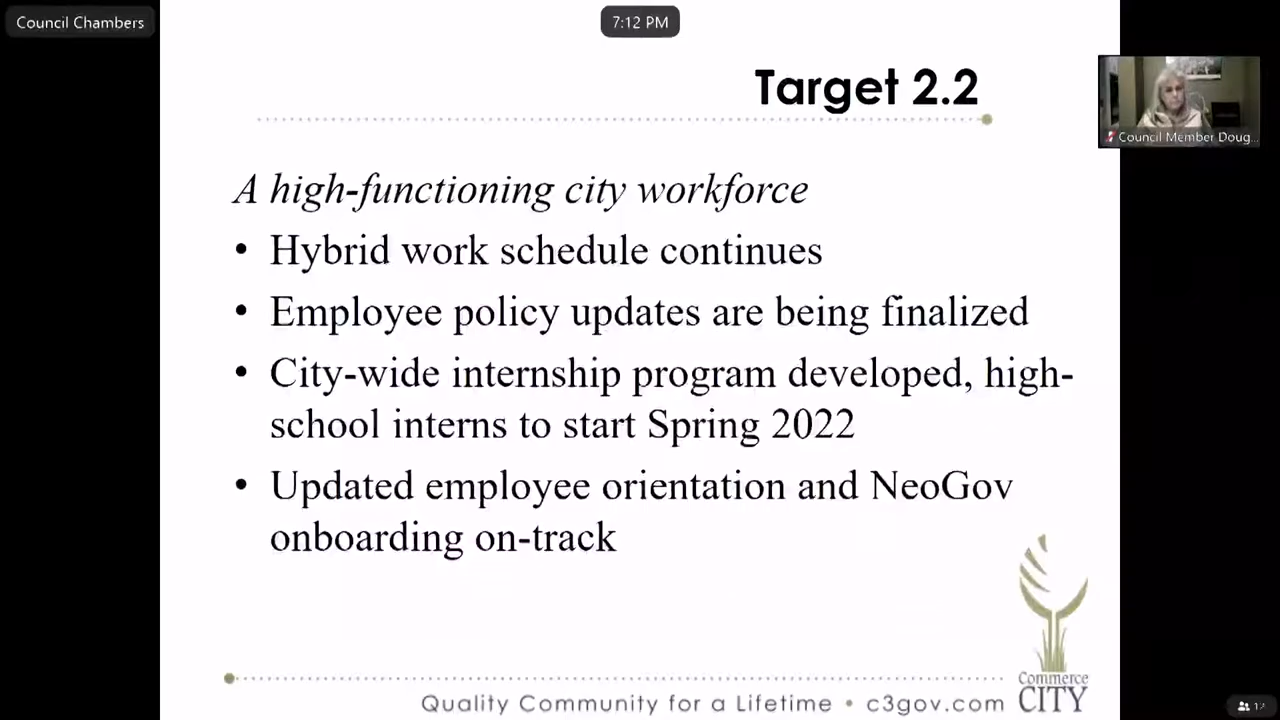 Council Chambers
7:12 PM
Target 2.2
Council Member Doug...
A high-functioning city workforce
• Hybrid work schedule continues
• Employee policy updates are being finalized
• City-wide internship program developed, high-
school interns to start Spring 2022
• Updated employee orientation and NeoGov
onboarding on-track
Commerce
CITY
Quality Community for a Lifetime • c3gov.com
12